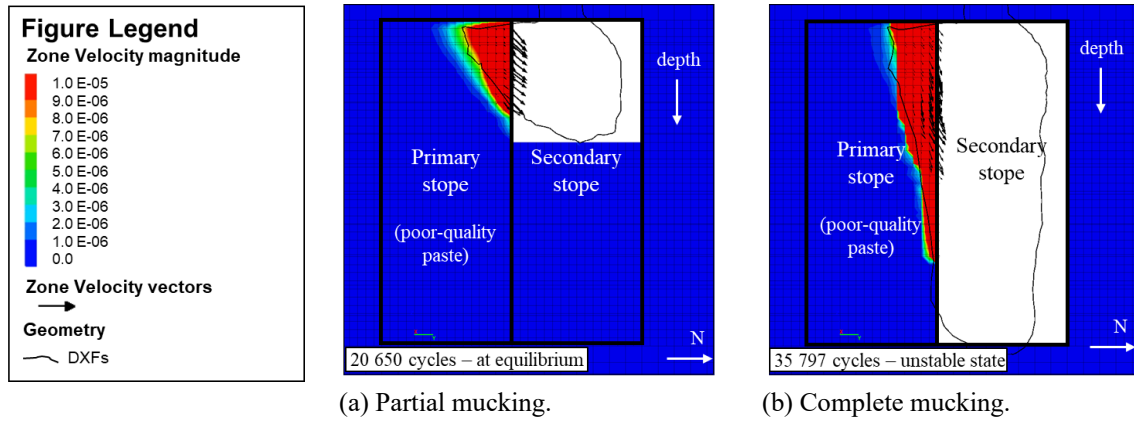 Figure Legend
Zone Velocity magnitude
1.0 E-05
9.0 E-06
8.0 E-06
7.0 E-06
6.0 E-06
5.0 E-06
4.0 E-06
3.0 E-06
2.0 E-06
1.0 E-06
0.0
Zone Velocity vectors
Geometry
DXFs
depth
Primary
stope
Secondary
stope
(poor-quality
paste)
N
20 650 cycles – at equilibrium
(a) Partial mucking.
depth
Primary
stope
Secondary
stope
(poor-quality
paste)
N
35 797 cycles – unstable state
(b) Complete mucking.